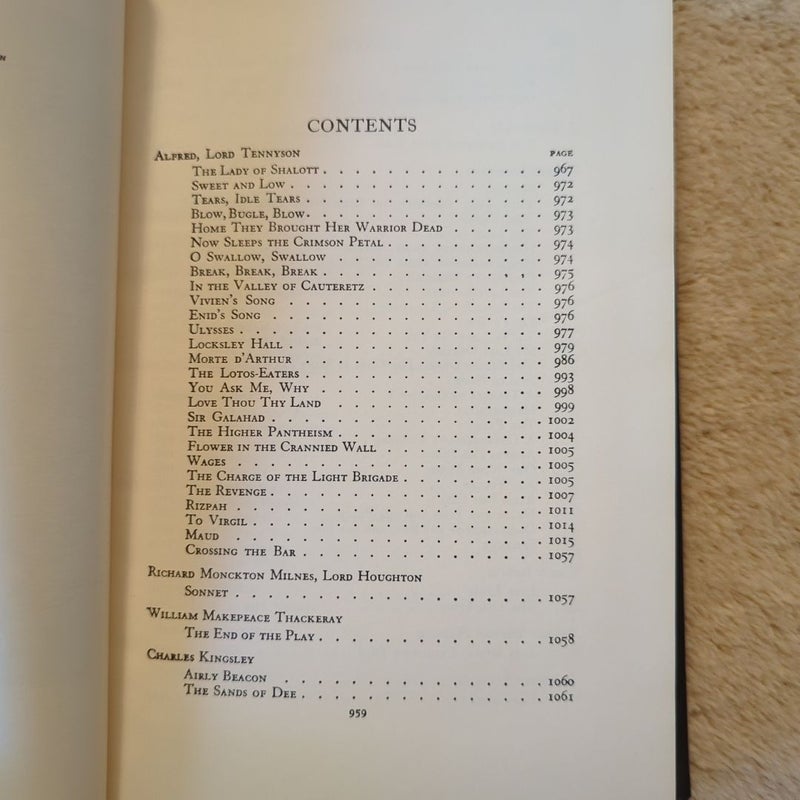 N
CONTENTS
ALFRED, LORD TENNYSON PAGE
THE LADY OF SHALOTT . . . . . . . . . . . . . 967
SWEET AND LOW . . . . . . . . . . . . . . . 972
TEARS, IDLE TEARS . . . . . . . . . . . . . . 972
BLOW, BUGLE, BLOW . . . . . . . . . . . . . . 973
HOME THEY BROUGHT HER WARRIOR DEAD . . . . . . 973
NOW SLEEPS THE CRIMSON PETAL . . . . . . . . . . 974
O SWALLOW, SWALLOW . . . . . . . . . . . . . 974
BREAK, BREAK, BREAK . . . . . . . . . . . . . 975
IN THE VALLEY OF CAUTERETZ . . . . . . . . . . . 976
VIVIEN'S SONG . . . . . . . . . . . . . . . 976
ENID'S SONG . . . . . . . . . . . . . . . . 976
ULYSSES . . . . . . . . . . . . . . . . . . 977
LOCKSLEY HALL . . . . . . . . . . . . . . . 979
MORTE D'ARTHUR . . . . . . . . . . . . . . 986
THE LOTOS-EATERS . . . . . . . . . . . . . . 993
YOU ASK ME, WHY . . . . . . . . . . . . . . 998
LOVE THOU THY LAND . . . . . . . . . . . . . 999
SIR GALAHAD . . . . . . . . . . . . . . . . 1002
THE HIGHER PANTHEISM . . . . . . . . . . . . . 1004
FLOWER IN THE CRANNIED WALL . . . . . . . . . . 1005
WAGES . . . . . . . . . . . . . . . . . . 1005
THE CHARGE OF THE LIGHT BRIGADE . . . . . . . . . 1005
THE REVENGE . . . . . . . . . . . . . . . . 1007
RIZPAH . . . . . . . . . . . . . . . . . . 1011
TO VIRGIL . . . . . . . . . . . . . . . . . 1014
MAUD . . . . . . . . . . . . . . . . . . 1015
CROSSING THE BAR . . . . . . . . . . . . . . 1057
RICHARD MONCKTON MILNES, LORD HOUGHTON
SONNET . . . . . . . . . . . . . . . . . . 1057
WILLIAM MAKEPEACE THACKERAY
THE END OF THE PLAY . . . . . . . . . . . . . 1058
CHARLES KINGSLEY
AIRLY BEACON . . . . . . . . . . . . . . . 1060
THE SANDS OF DEE . . . . . . . . . . . . . . 1061
959